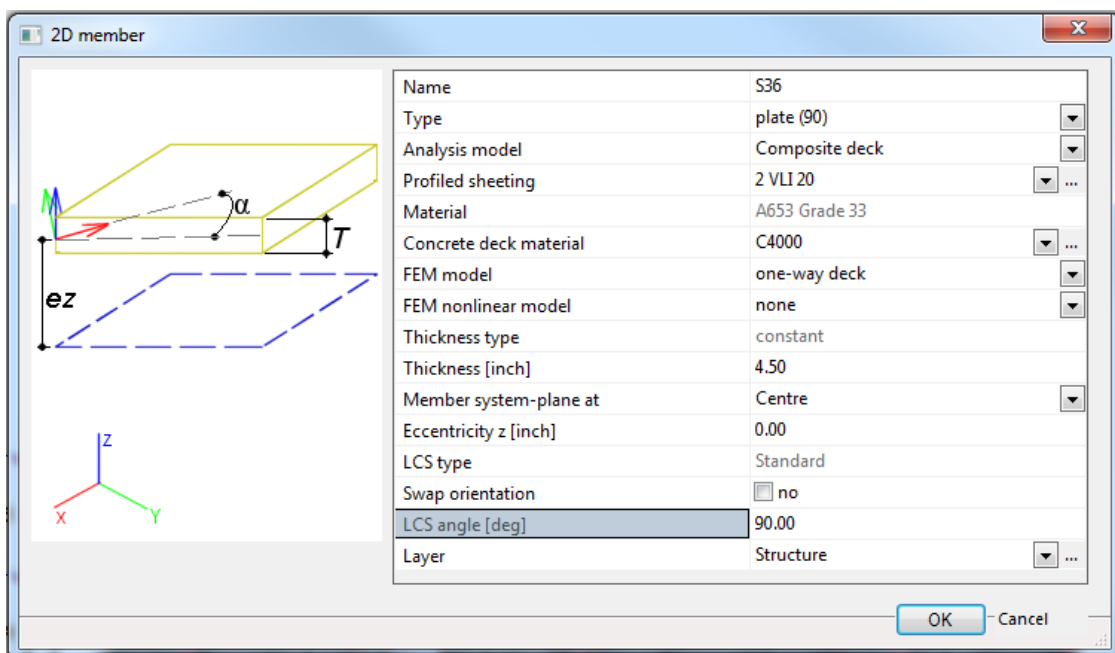 2D member
Name S36
Type plate (90)
Analysis model Composite deck
Profiled sheeting 2 VLI 20 ...
Material A653 Grade 33
Concrete deck material C4000 ...
FEM model one-way deck
FEM nonlinear model none
Thickness type constant
Thickness [inch] 4.50
Member system-plane at Centre
Eccentricity z [inch] 0.00
LCS type Standard
Swap orientation no
LCS angle [deg] 90.00
Layer Structure ...
α
T
ez
Z
X Y
OK Cancel